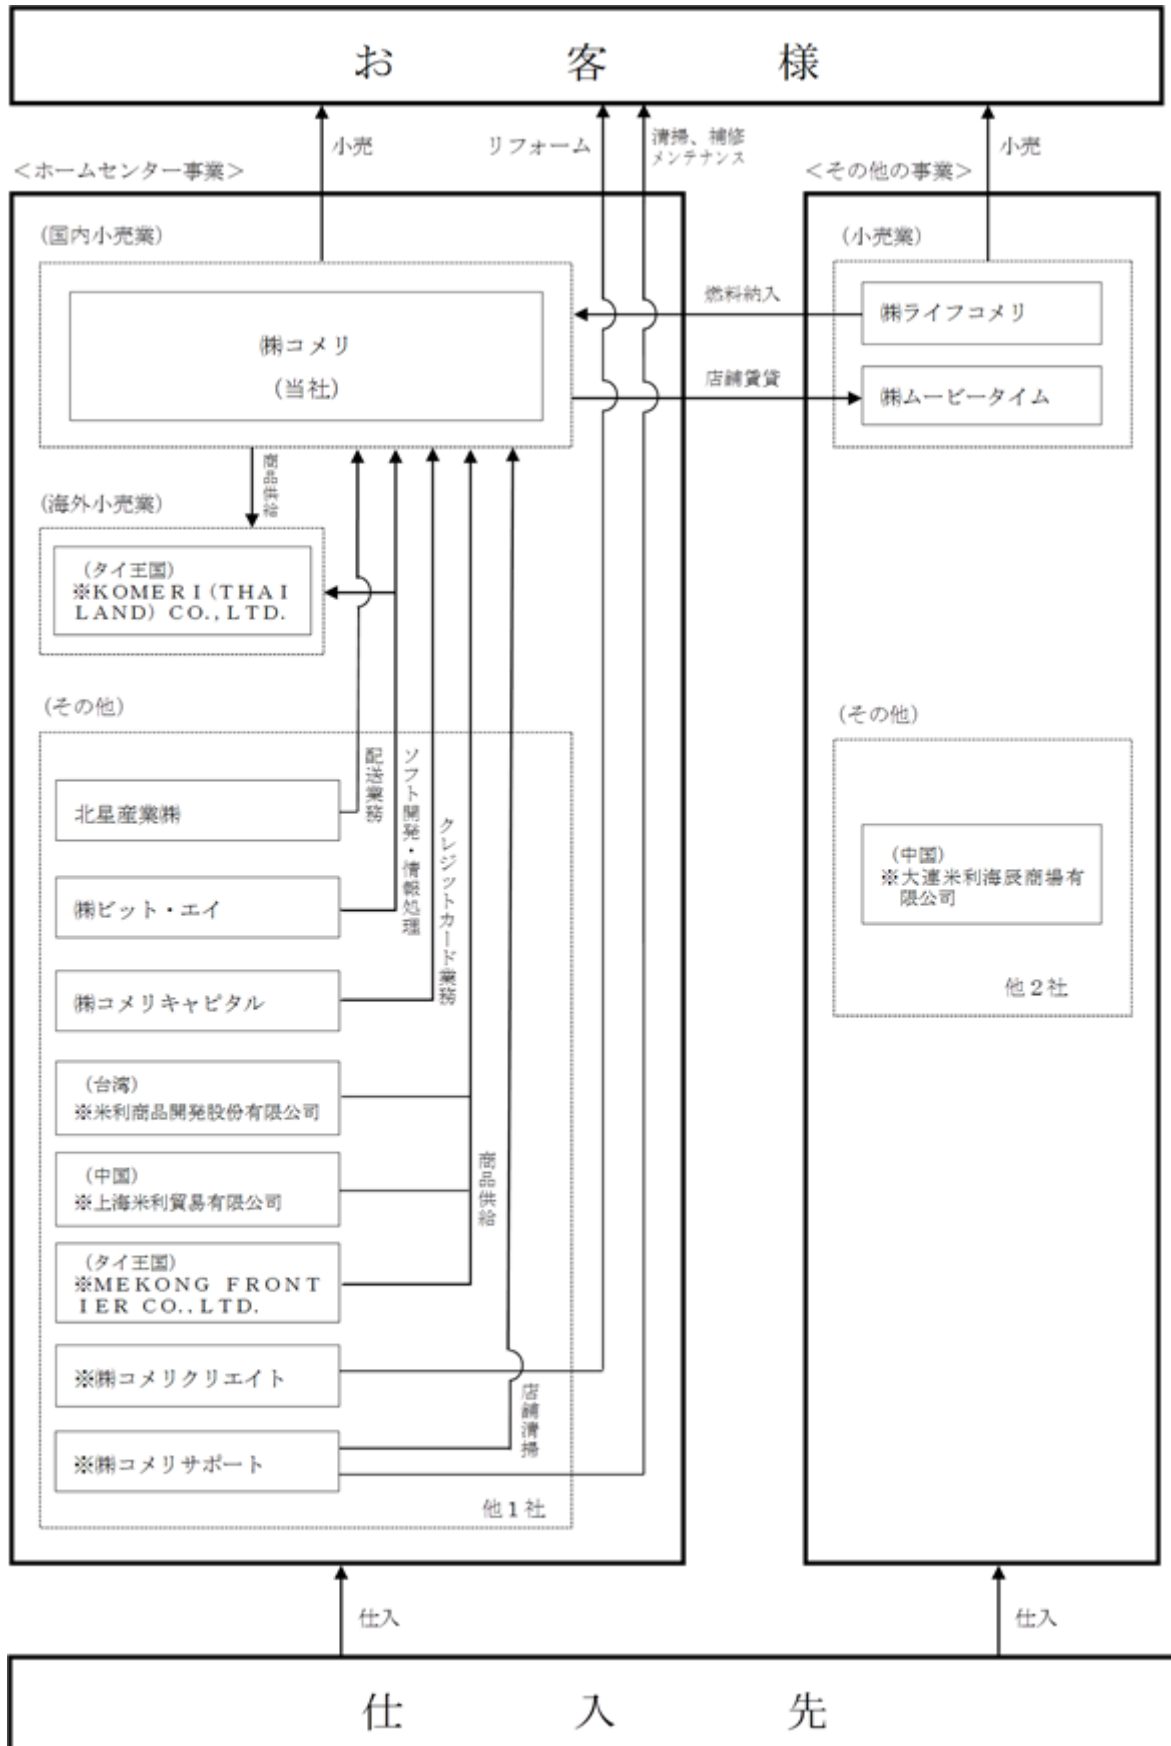 お客様
小売
リフォーム
清掃、補修
メンテナンス
小売
＜ホームセンター事業＞
＜その他の事業＞
(国内小売業)
(小売業)
㈱コメリ
(当社)
燃料納入
㈱ライフコメリ
店舗賃貸
㈱ムービータイム
商品供給
(海外小売業)
(タイ王国)
※KOMERI(THAI
LAND) CO.,LTD.
(その他)
(その他)
配送業務
ソフト開発・情報処理
クレジットカード業務
北星産業㈱
㈱ビット・エイ
(中国)
※大連米利海辰商場有
限公司
他2社
㈱コメリキャピタル
(台湾)
※米利商品開発股份有限公司
(中国)
※上海米利貿易有限公司
商品供給
(タイ王国)
※MEKONG FRONT
IER CO.,LTD.
※㈱コメリクリエイト
店舗清掃
※㈱コメリサポート
他1社
仕入
仕入
仕入先